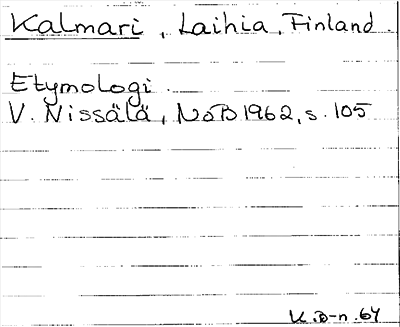 Kalmari, Laihia, Finland.
Etymologi.
V. Nissälä, NoB 1962, s. 105
K.B-n. 64